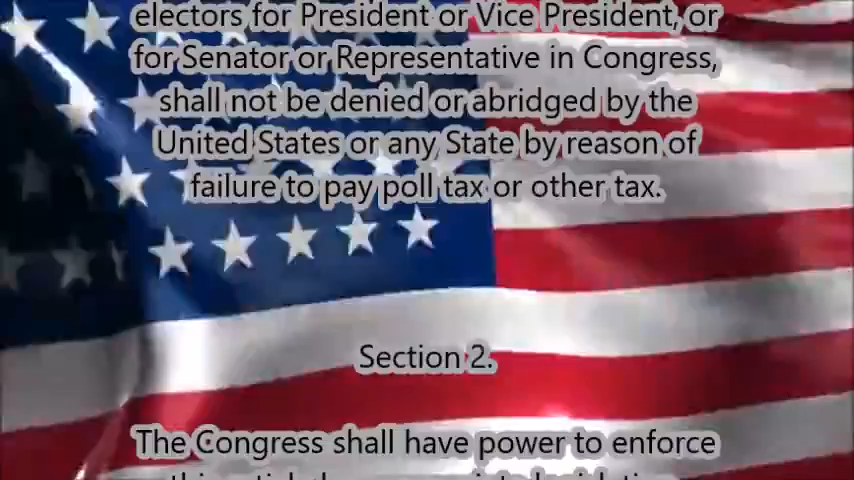 electors for President or Vice President, or
for Senator or Representative in Congress,
shall not be denied or abridged by the
United States or any State by reason of
failure to pay poll tax or other tax.
Section 2.
The Congress shall have power to enforce